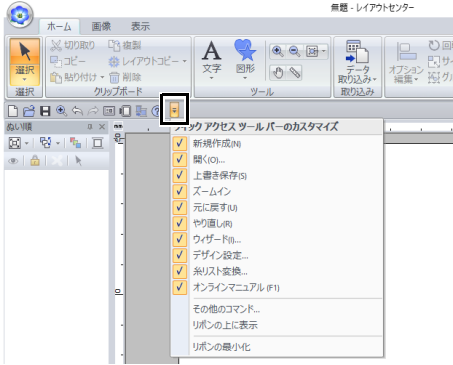 無題 - レイアウトセンター
ホーム 画像 表示
選択
選択
切り取り 複製
コピー レイアウトコピー
貼り付け 削除
クリップボード
文字 図形
ツール
データ
取り込み
取り込み
オプション
編集
ぬい順
クイック アクセス ツール バーのカスタマイズ
新規作成(N)
開く(O)...
上書き保存(S)
ズームイン
元に戻す(U)
やり直し(R)
ウィザード(I)...
デザイン設定...
糸リスト変換...
オンラインマニュアル (F1)
その他のコマンド...
リボンの上に表示
リボンの最小化